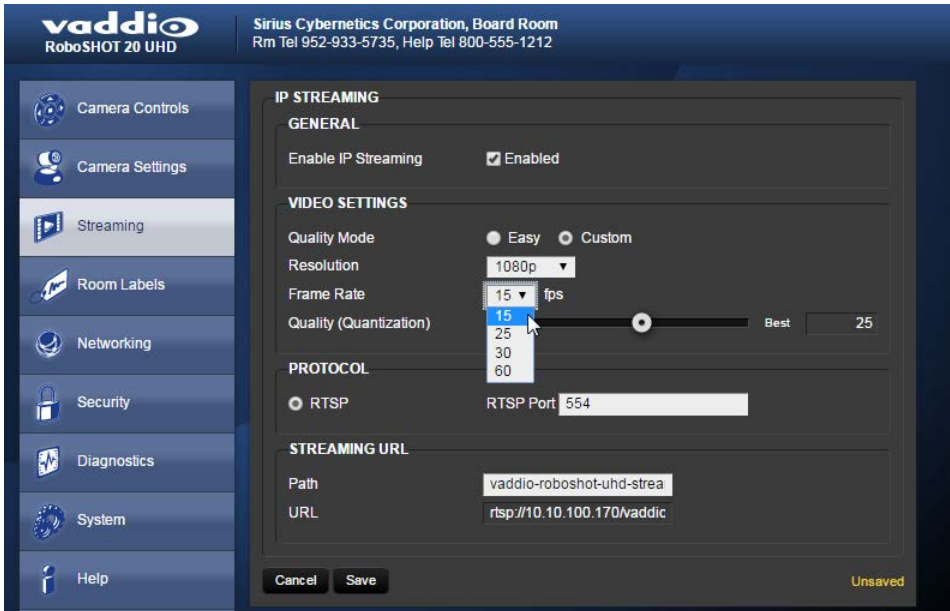 vaddio
RoboSHOT 20 UHD
Sirius Cybernetics Corporation, Board Room
Rm Tel 952-933-5735, Help Tel 800-555-1212
Camera Controls
Camera Settings
Streaming
Room Labels
Networking
Security
Diagnostics
System
Help
IP STREAMING
GENERAL
Enable IP Streaming Enabled
VIDEO SETTINGS
Quality Mode Easy Custom
Resolution 1080p
Frame Rate 15 fps
15
25
30
60
Quality (Quantization) Best 25
PROTOCOL
RTSP RTSP Port 554
STREAMING URL
Path vaddio-roboshot-uhd-strea
URL rtsp://10.10.100.170/vaddic
Cancel Save Unsaved